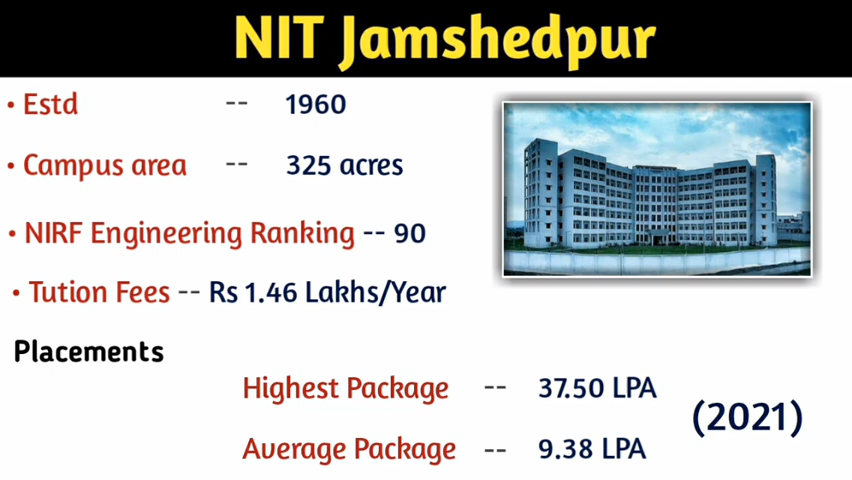 NIT Jamshedpur
• Estd -- 1960
• Campus area -- 325 acres
• NIRF Engineering Ranking -- 90
• Tution Fees -- Rs 1.46 Lakhs/Year
Placements
Highest Package -- 37.50 LPA
(2021)
Average Package -- 9.38 LPA